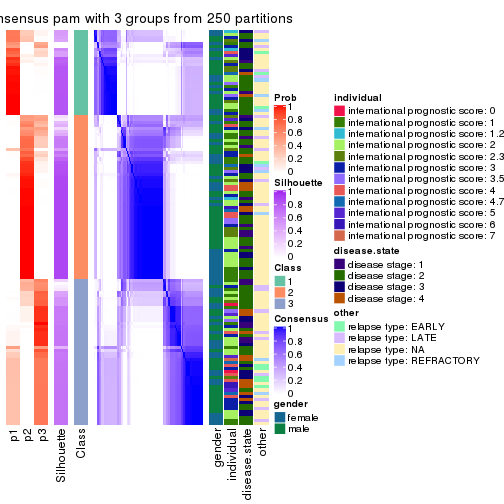 nsensus pam with 3 groups from 250 partitions
Prob
1
0.8
0.6
0.4
0.2
0
Silhouette
1
0.8
0.6
0.4
0.2
0
Class
1
2
3
Consensus
1
0.8
0.6
0.4
0.2
0
gender
female
male
individual
international prognostic score: 0
international prognostic score: 1
international prognostic score: 1.2
international prognostic score: 2
international prognostic score: 2.3
international prognostic score: 3
international prognostic score: 3.5
international prognostic score: 4
international prognostic score: 4.7
international prognostic score: 5
international prognostic score: 6
international prognostic score: 7
disease.state
disease stage: 1
disease stage: 2
disease stage: 3
disease stage: 4
other
relapse type: EARLY
relapse type: LATE
relapse type: NA
relapse type: REFRACTORY
p1
p2
p3
Silhouette
Class
gender
individual
disease.state
other